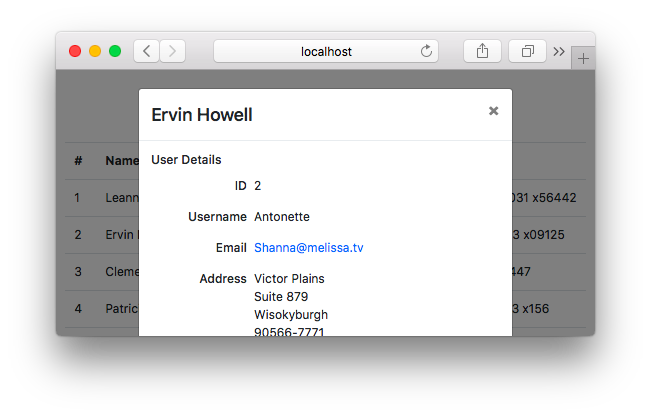 localhost
Ervin Howell
×
User Details
ID 2
Username Antonette
Email Shanna@melissa.tv
Address Victor Plains
Suite 879
Wisokyburgh
90566-7771
# Name
1 Leann 031 x56442
2 Ervin 3 x09125
3 Cleme 447
4 Patric 3 x156